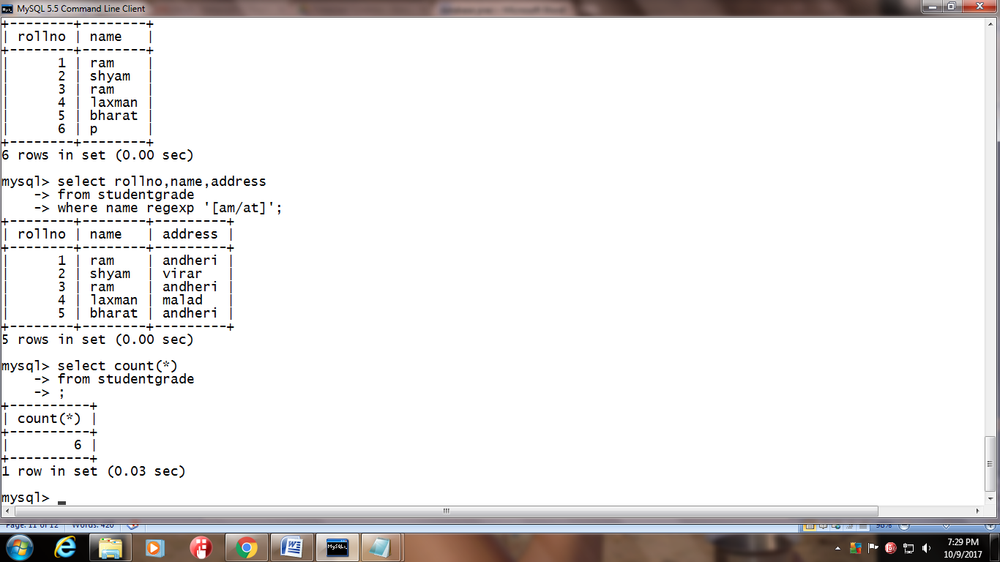 MySQL 5.5 Command Line Client
+--------+--------+
| rollno | name   |
+--------+--------+
|      1 | ram    |
|      2 | shyam  |
|      3 | ram    |
|      4 | laxman |
|      5 | bharat |
|      6 | p      |
+--------+--------+
6 rows in set (0.00 sec)
mysql> select rollno,name,address
    -> from studentgrade
    -> where name regexp '[am/at]';
+--------+--------+---------+
| rollno | name   | address |
+--------+--------+---------+
|      1 | ram    | andheri |
|      2 | shyam  | virar   |
|      3 | ram    | andheri |
|      4 | laxman | malad   |
|      5 | bharat | andheri |
+--------+--------+---------+
5 rows in set (0.00 sec)
mysql> select count(*)
    -> from studentgrade
    -> ;
+----------+
| count(*) |
+----------+
|        6 |
+----------+
1 row in set (0.03 sec)
mysql> _
Page: 11 of 12 Words: 420 98%
MySQL
7:29 PM
10/9/2017